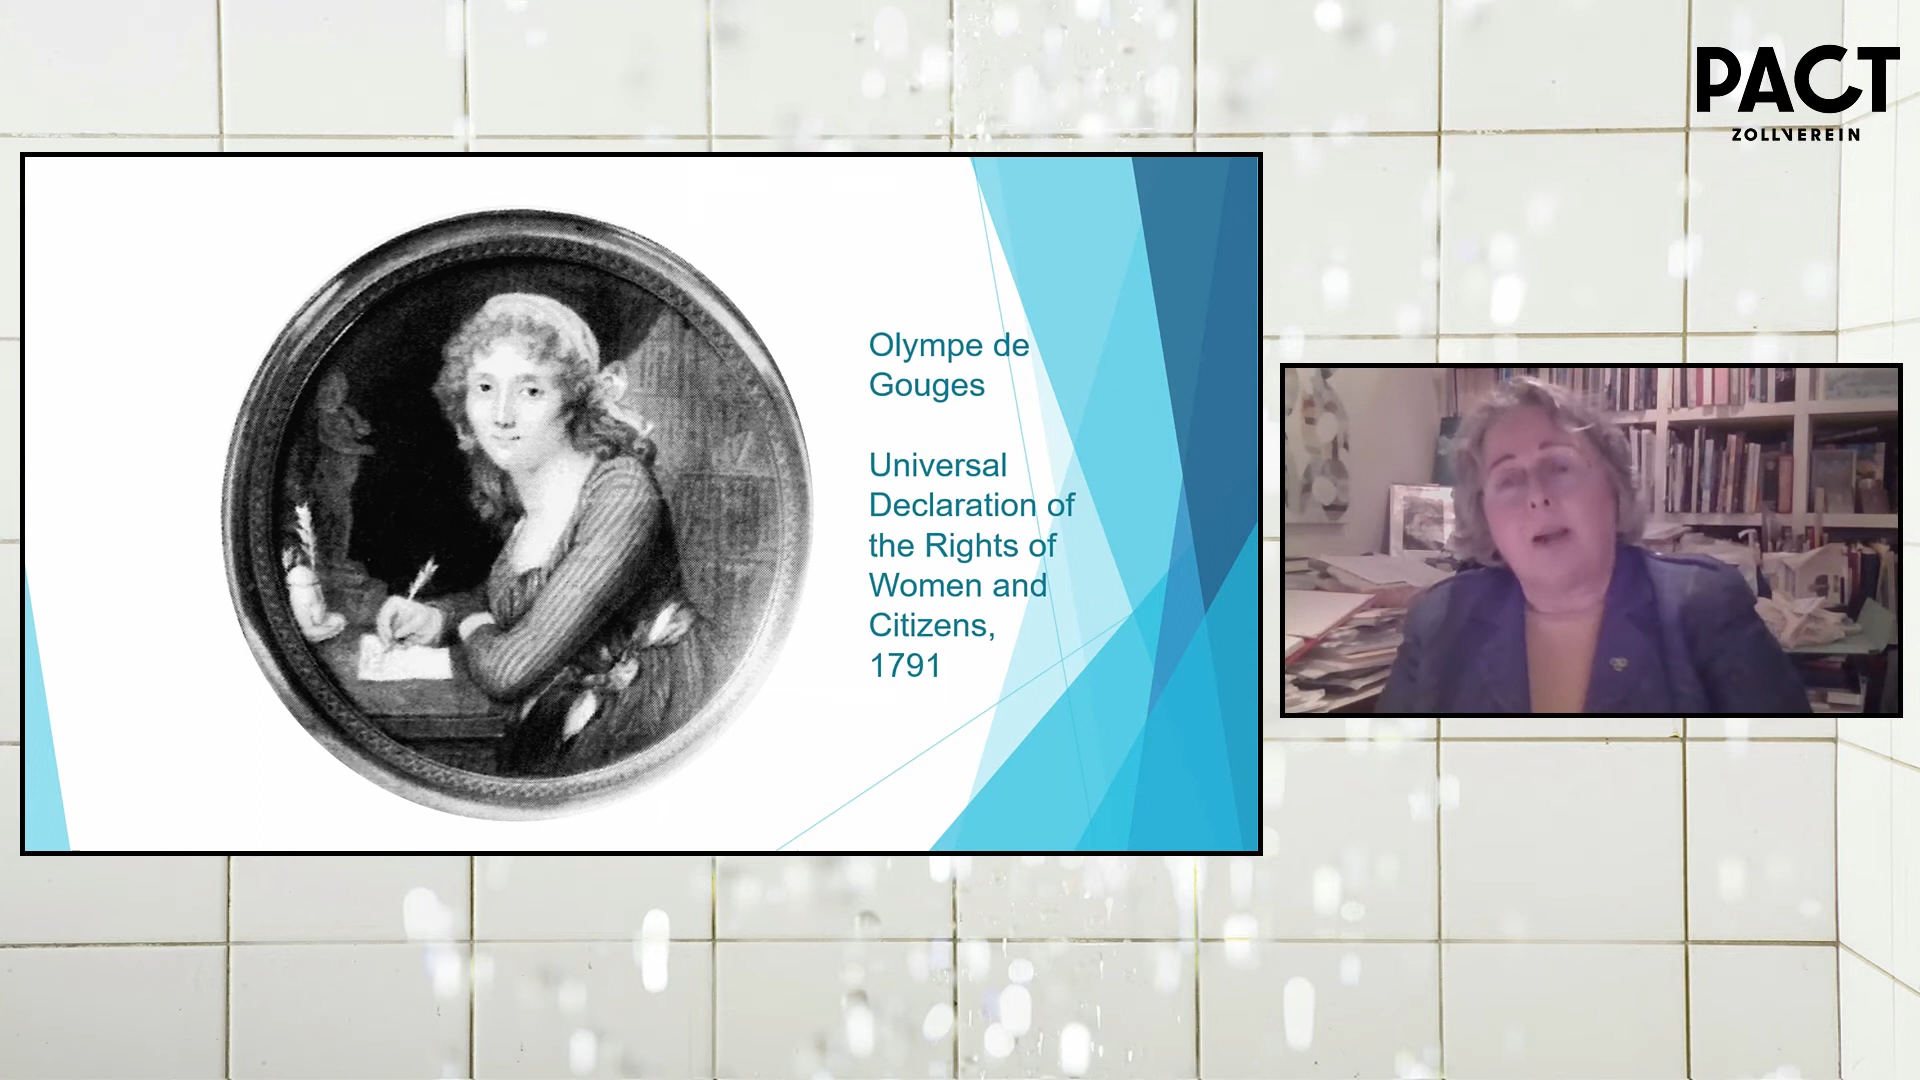 PACT
ZOLLVEREIN
Olympe de
Gouges
Universal
Declaration of
the Rights of
Women and
Citizens,
1791